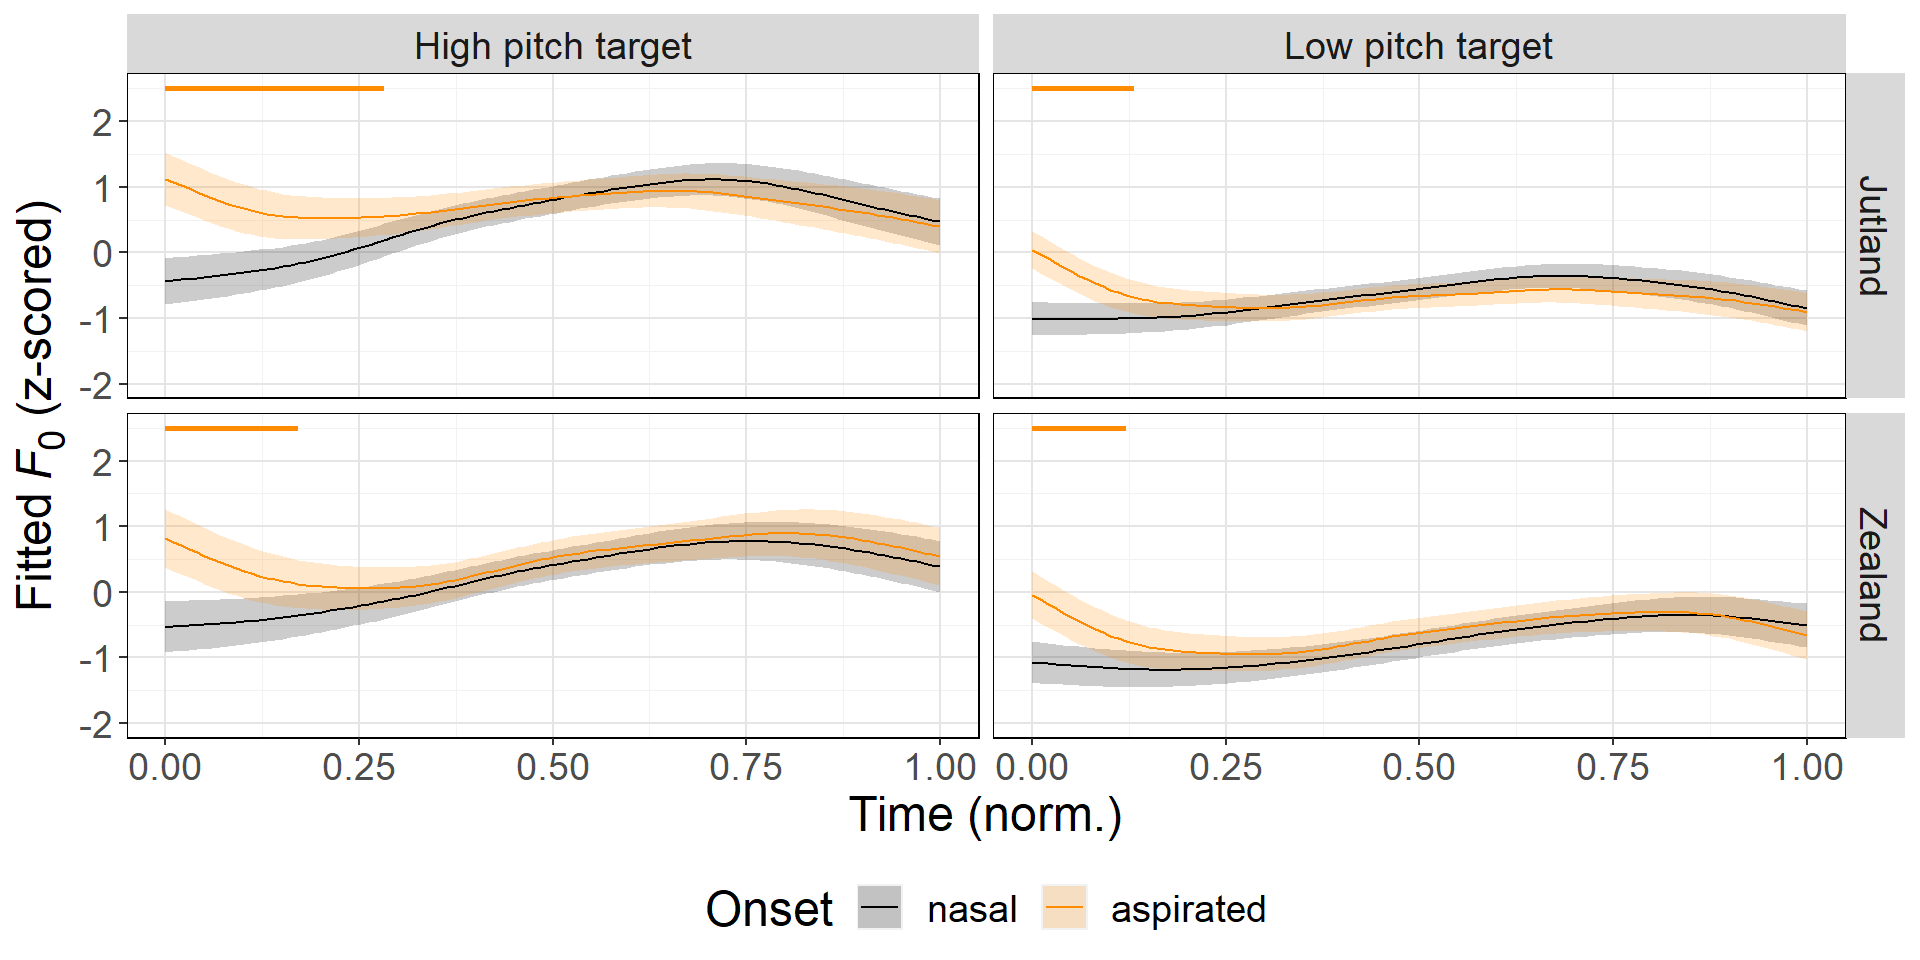 High pitch target
Low pitch target
Fitted F0 (z-scored)
2
1
0
-1
-2
Jutland
2
1
0
-1
-2
Zealand
0.00 0.25 0.50 0.75 1.00
0.00 0.25 0.50 0.75 1.00
Time (norm.)
Onset nasal aspirated